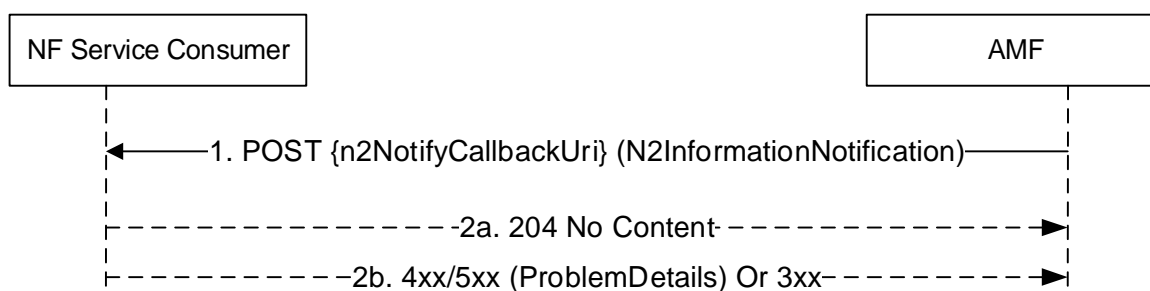 NF Service Consumer
AMF
1. POST {n2NotifyCallbackUri} (N2InformationNotification)
2a. 204 No Content
2b. 4xx/5xx (ProblemDetails) Or 3xx